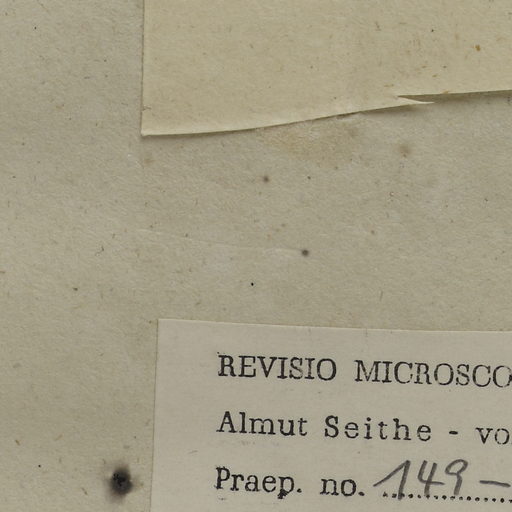 REVISIO MICROSCO
Almut Seithe - vo
Praep. no. 149 –